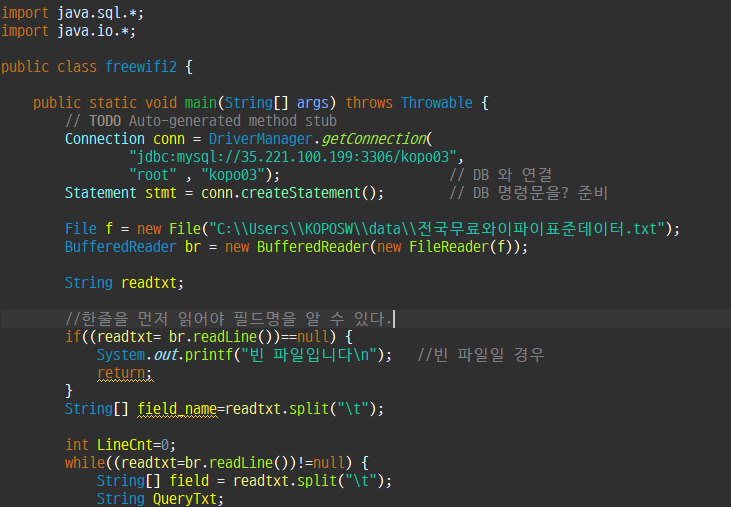 import java.sql.*;
import java.io.*;
public class freewifi2 {
public static void main(String[] args) throws Throwable {
// TODO Auto-generated method stub
Connection conn = DriverManager.getConnection(
"jdbc:mysql://35.221.100.199:3306/kopo03",
"root" , "kopo03"); // DB 와 연결
Statement stmt = conn.createStatement(); // DB 명령문을? 준비
File f = new File("C:\\Users\\KOPOSW\\data\\전국무료와이파이표준데이터.txt");
BufferedReader br = new BufferedReader(new FileReader(f));
String readtxt;
//한줄을 먼저 읽어야 필드명을 알 수 있다.
if((readtxt= br.readLine())==null) {
System.out.printf("빈 파일입니다\n"); //빈 파일일 경우
return;
}
String[] field_name=readtxt.split("\t");
int LineCnt=0;
while((readtxt=br.readLine())!=null) {
String[] field = readtxt.split("\t");
String QueryTxt;